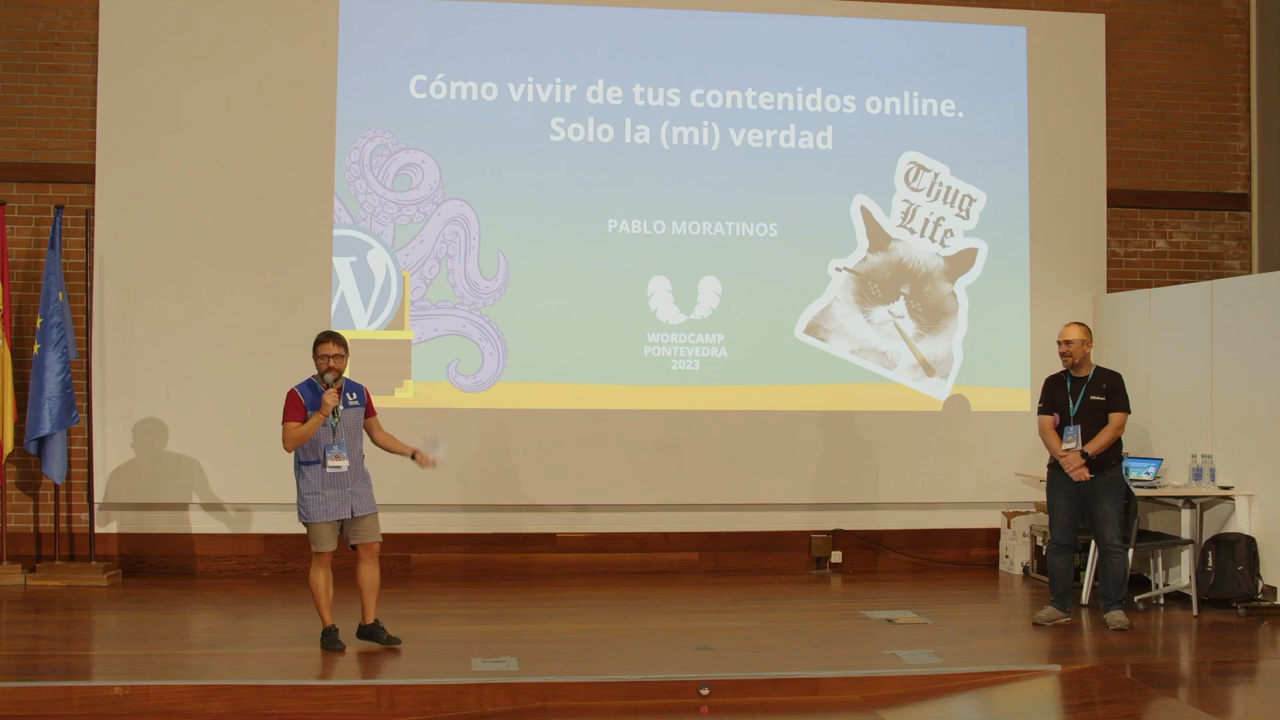 Cómo vivir de tus contenidos online.
Solo la (mi) verdad
Thug
Life
PABLO MORATINOS
W
WORDCAMP
PONTEVEDRA
2023